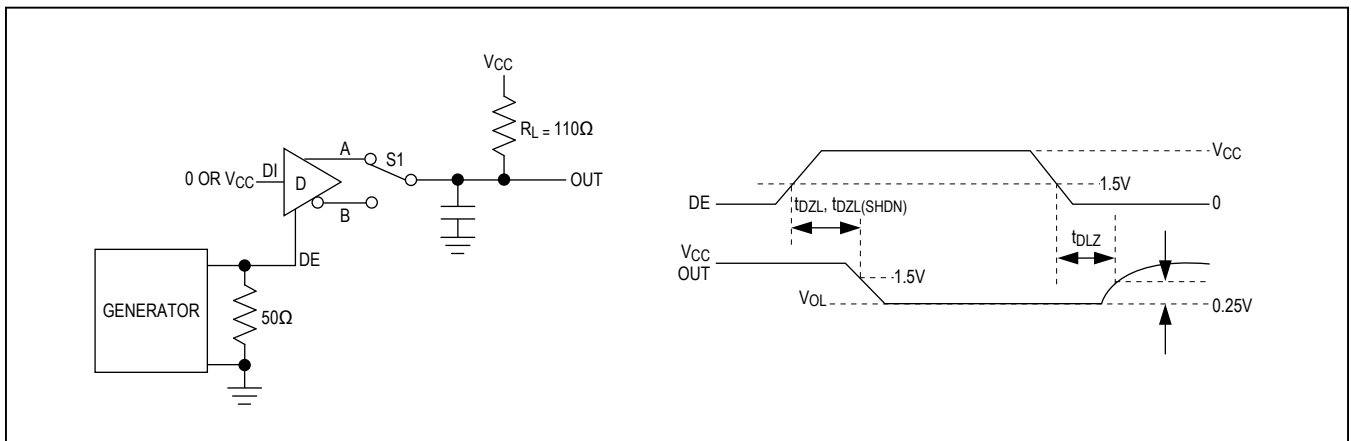 VCC
RL = 110Ω
A
S1
0 OR VCC
DI
D
OUT
B
DE
GENERATOR
50Ω
VCC
1.5V
DE
0
tDZL, tDZL(SHDN)
tDLZ
VCC
OUT
1.5V
VOL
0.25V